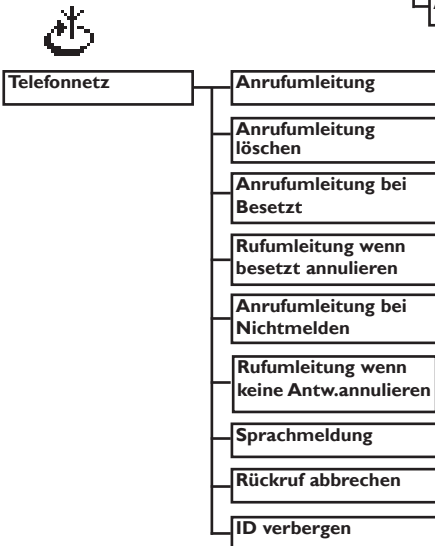 Telefonnetz
Anrufumleitung
Anrufumleitung
löschen
Anrufumleitung bei
Besetzt
Rufumleitung wenn
besetzt annulieren
Anrufumleitung bei
Nichtmelden
Rufumleitung wenn
keine Antw.annulieren
Sprachmeldung
Rückruf abbrechen
ID verbergen